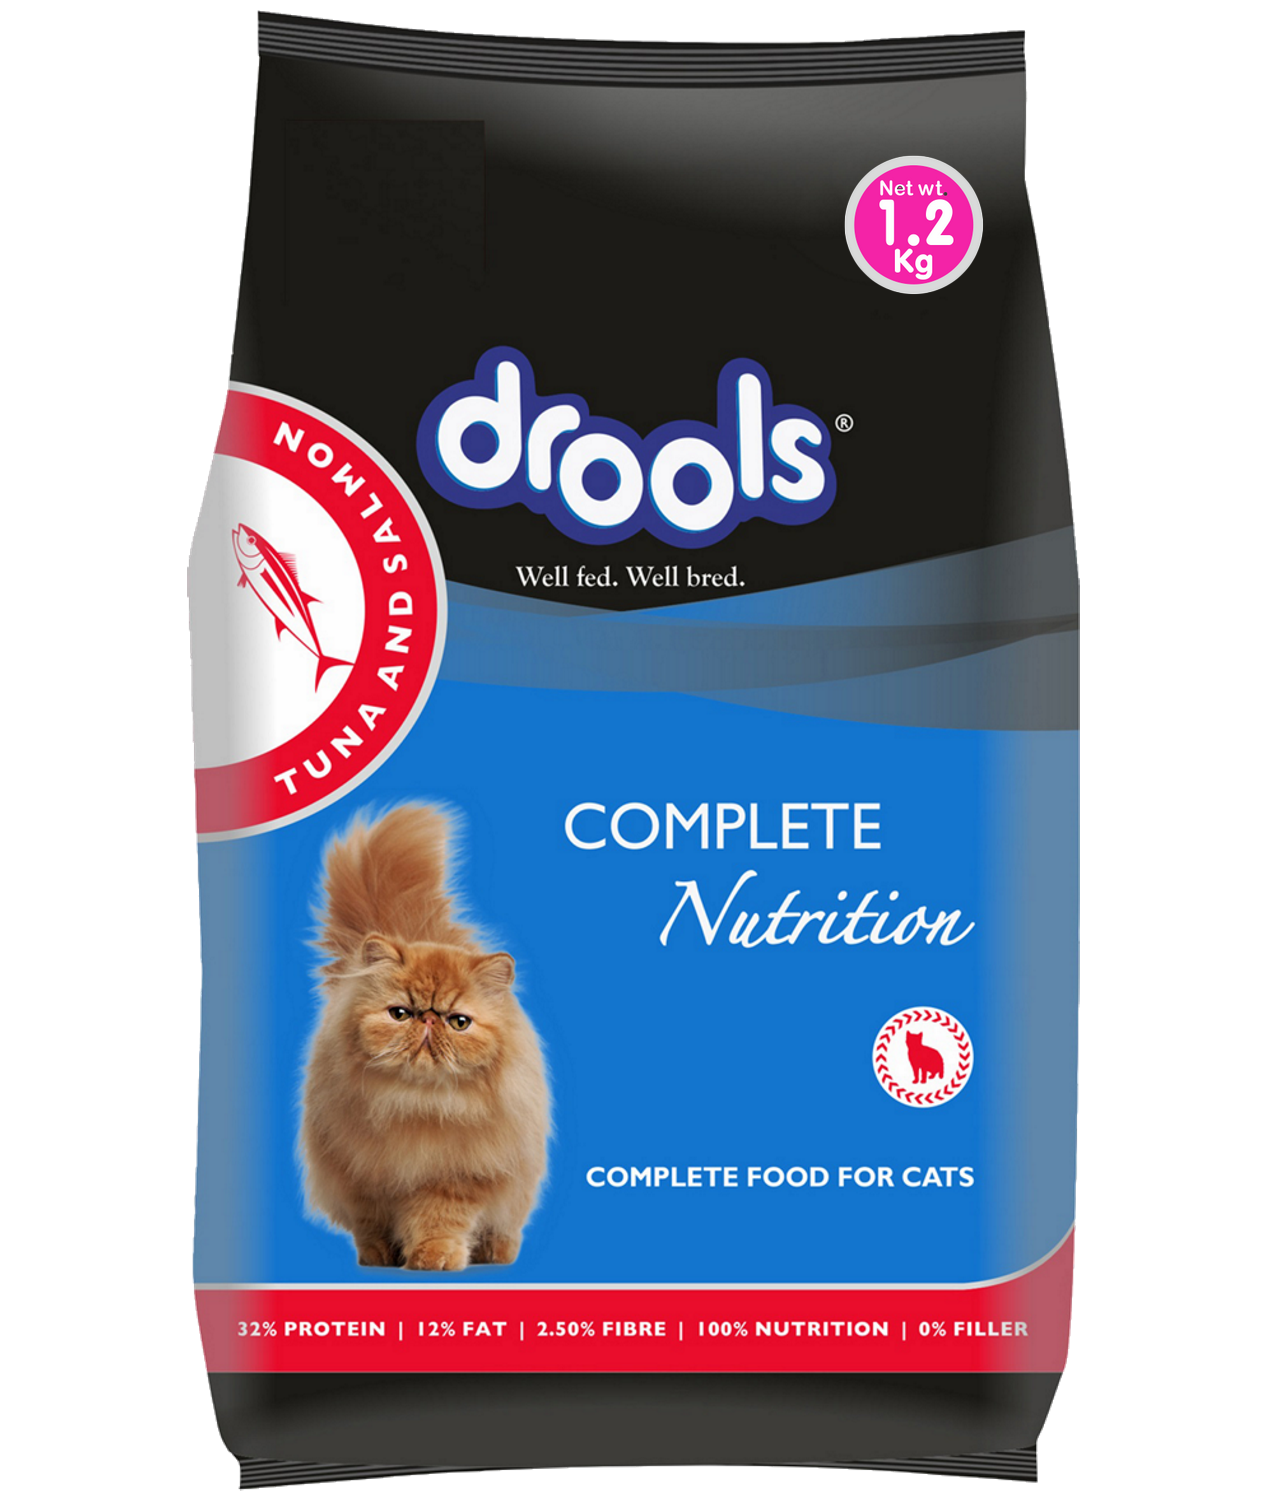 Net wt.
1.2
Kg
drools®
Well fed. Well bred.
TUNA AND SALMON
COMPLETE
Nutrition
COMPLETE FOOD FOR CATS
32% PROTEIN | 12% FAT | 2.50% FIBRE | 100% NUTRITION | 0% FILLER